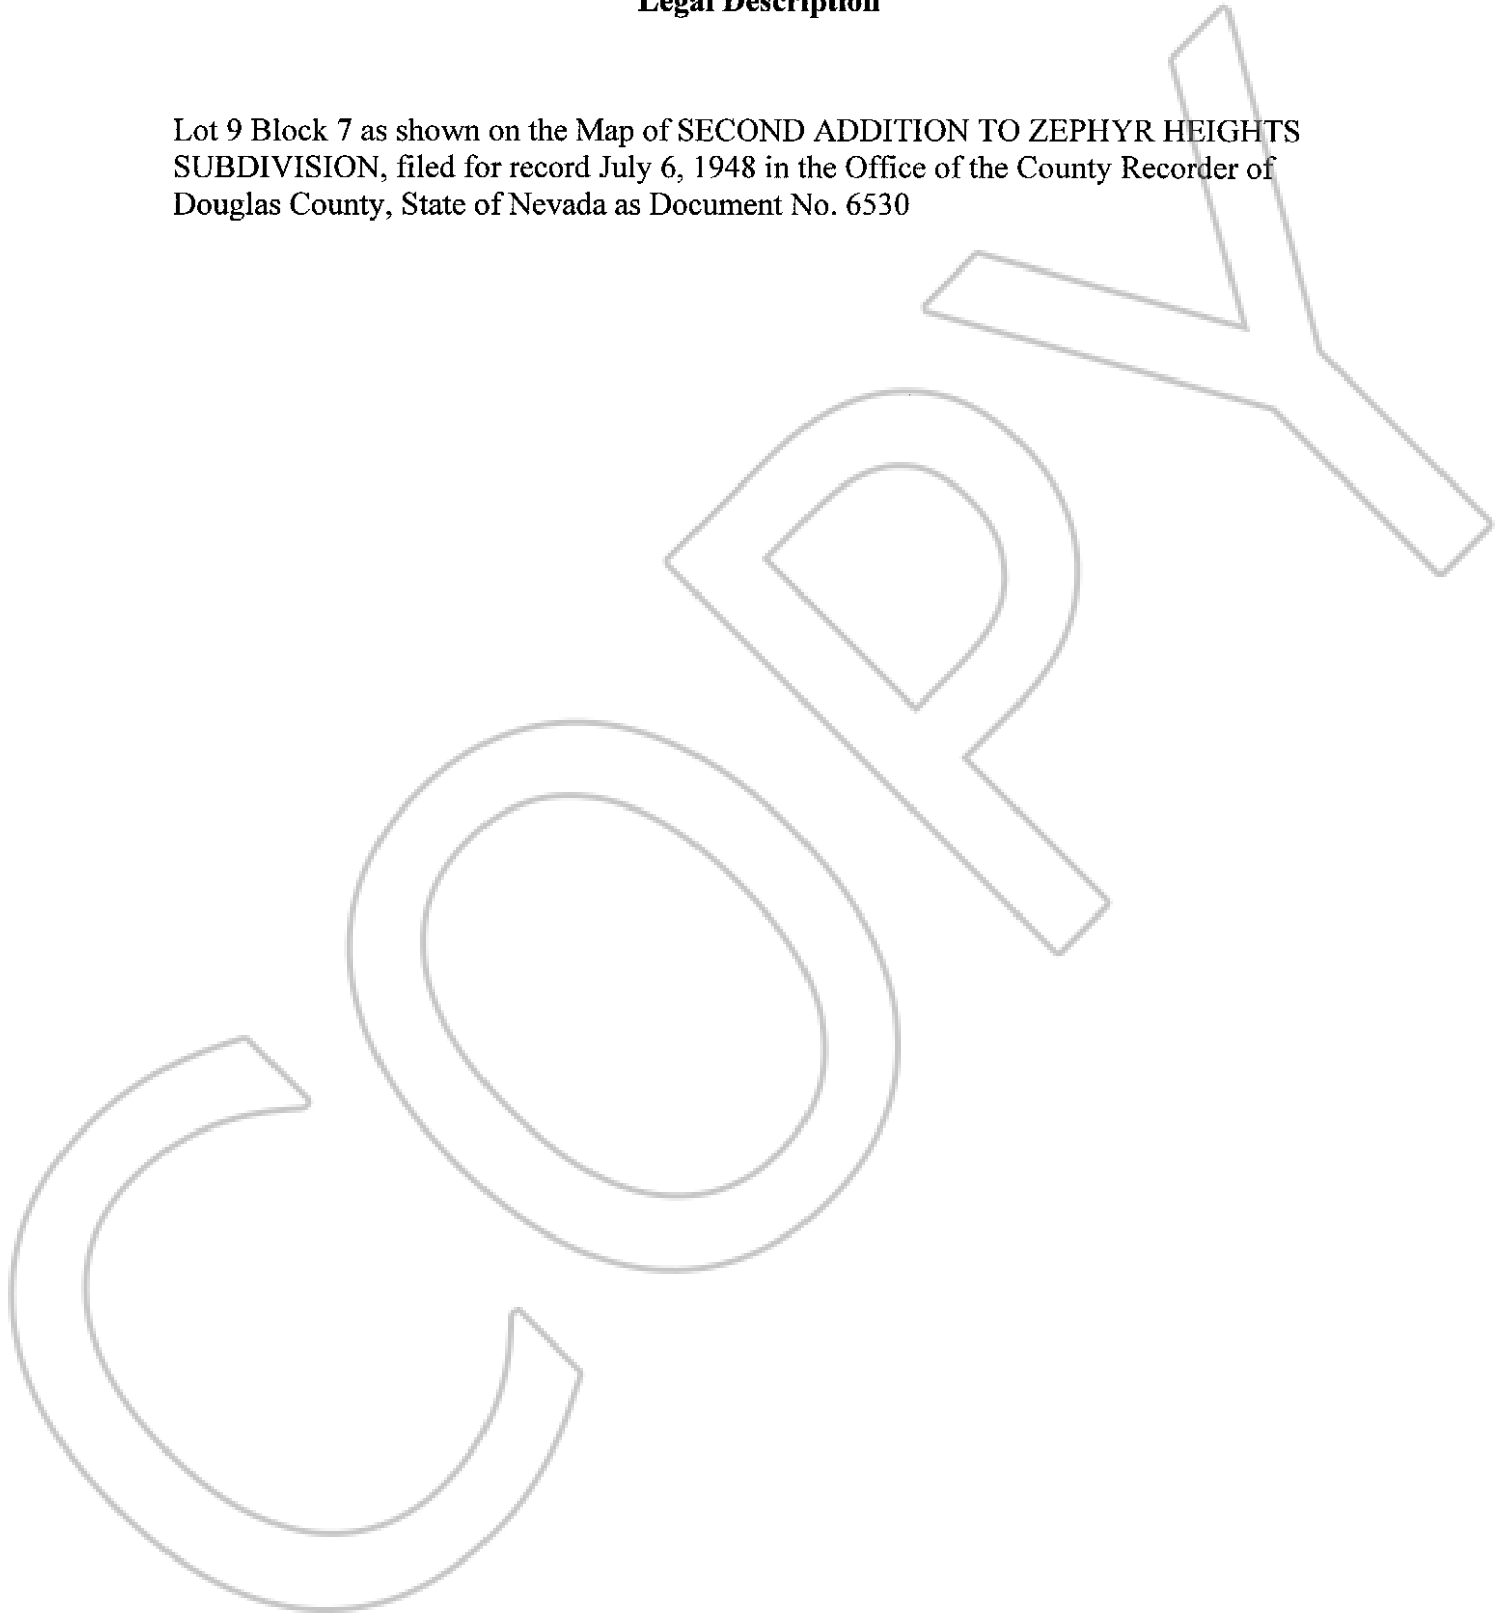 Legal Description
Lot 9 Block 7 as shown on the Map of SECOND ADDITION TO ZEPHYR HEIGHTS
SUBDIVISION, filed for record July 6, 1948 in the Office of the County Recorder of
Douglas County, State of Nevada as Document No. 6530
COPY